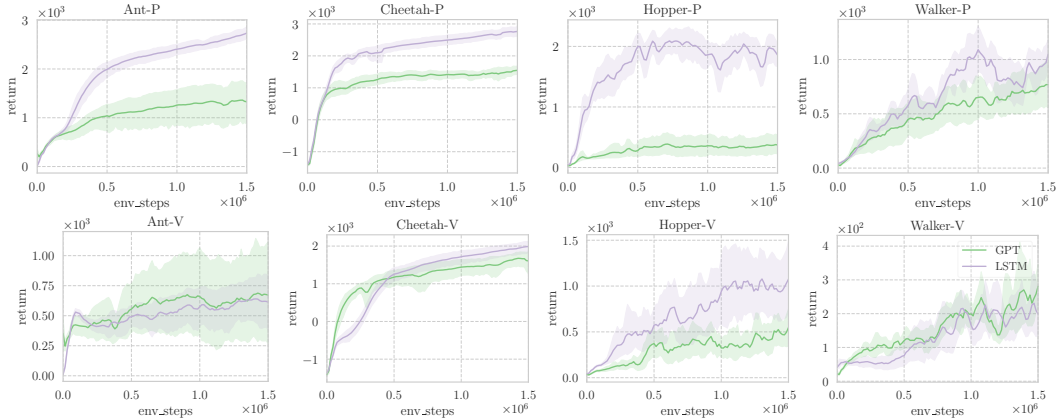 Ant-P
×10³
return
3
2
1
0
0.0 0.5 1.0 1.5
env_steps
×10⁶
Cheetah-P
×10³
return
3
2
1
0
−1
0.0 0.5 1.0 1.5
env_steps
×10⁶
Hopper-P
×10³
return
2
1
0
0.0 0.5 1.0 1.5
env_steps
×10⁶
Walker-P
×10³
return
1.5
1.0
0.5
0.0
0.0 0.5 1.0 1.5
env_steps
×10⁶
Ant-V
×10³
return
1.00
0.75
0.50
0.25
0.00
0.0 0.5 1.0 1.5
env_steps
×10⁶
Cheetah-V
×10³
return
2
1
0
−1
0.0 0.5 1.0 1.5
env_steps
×10⁶
Hopper-V
×10³
return
1.5
1.0
0.5
0.0
0.0 0.5 1.0 1.5
env_steps
×10⁶
Walker-V
×10²
return
4
3
2
1
0
GPT
LSTM
0.0 0.5 1.0 1.5
env_steps
×10⁶